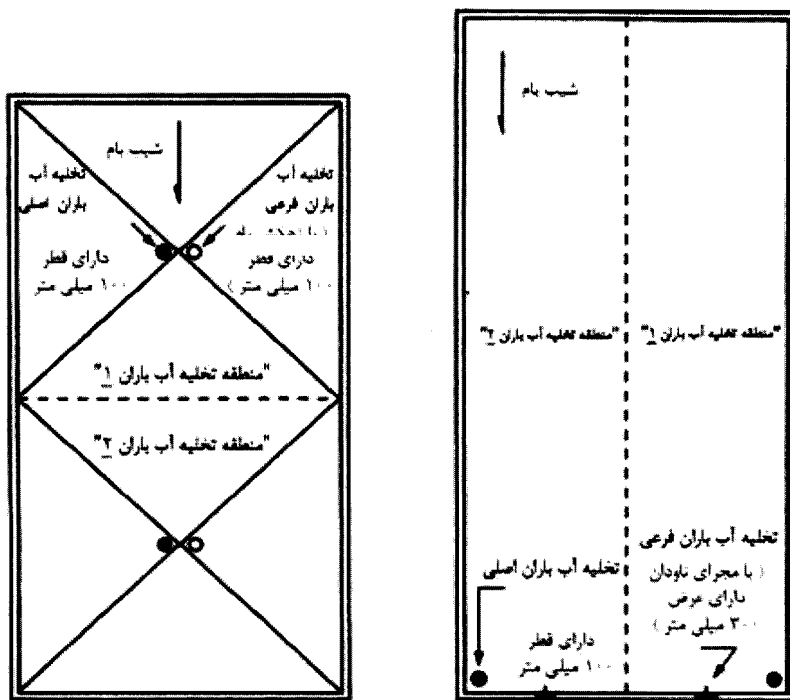 شیب بام
تخلیه آب
باران اصلی
دارای قطر
۱۰۰ میلی متر
تخلیه آب
باران فرعی
دارای قطر
۱۰۰ میلی متر )
"منطقه تخلیه آب باران ۱"
"منطقه تخلیه آب باران ۲"
شیب بام
"منطقه تخلیه آب باران ۱"
"منطقه تخلیه آب باران ۲"
تخلیه آب باران فرعی
( با مجرای ناودان
دارای عرض
۳۰۰ میلی متر )
تخلیه آب باران اصلی
دارای قطر
۱۰۰ میلی متر